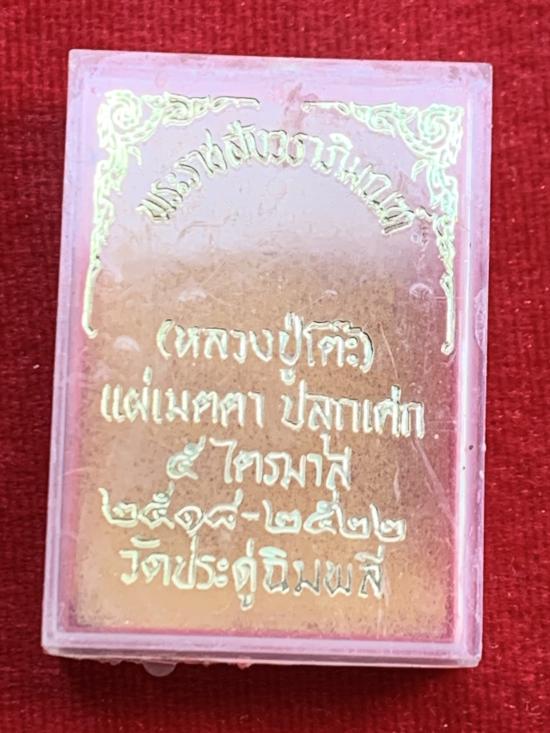 พระราชสังวราภิมณฑ์
(หลวงปู่โต๊ะ)
แผ่เมตตา ปลุกเศก
๕ ไตรมาส
๒๕๑๘-๒๕๒๒
วัดประดู่ฉิมพลี